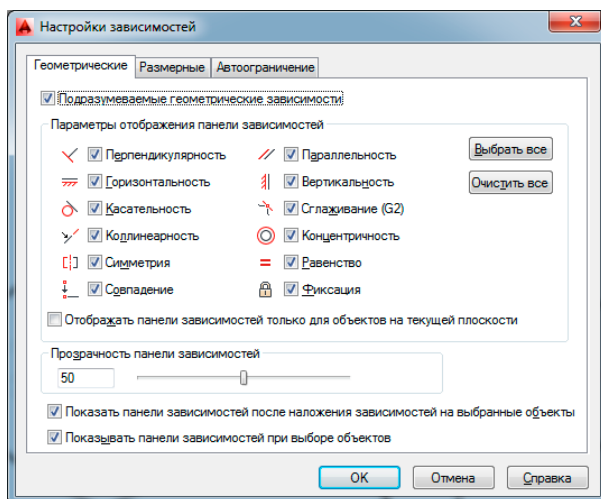 Настройки зависимостей
Геометрические Размерные Автоограничение
Подразумеваемые геометрические зависимости
Параметры отображения панели зависимостей
Перпендикулярность Параллельность Выбрать все
Горизонтальность Вертикальность Очистить все
Касательность Сглаживание (G2)
Коллинеарность Концентричность
Симметрия Равенство
Совпадение Фиксация
Отображать панели зависимостей только для объектов на текущей плоскости
Прозрачность панели зависимостей
50
Показать панели зависимостей после наложения зависимостей на выбранные объекты
Показывать панели зависимостей при выборе объектов
OK Отмена Справка